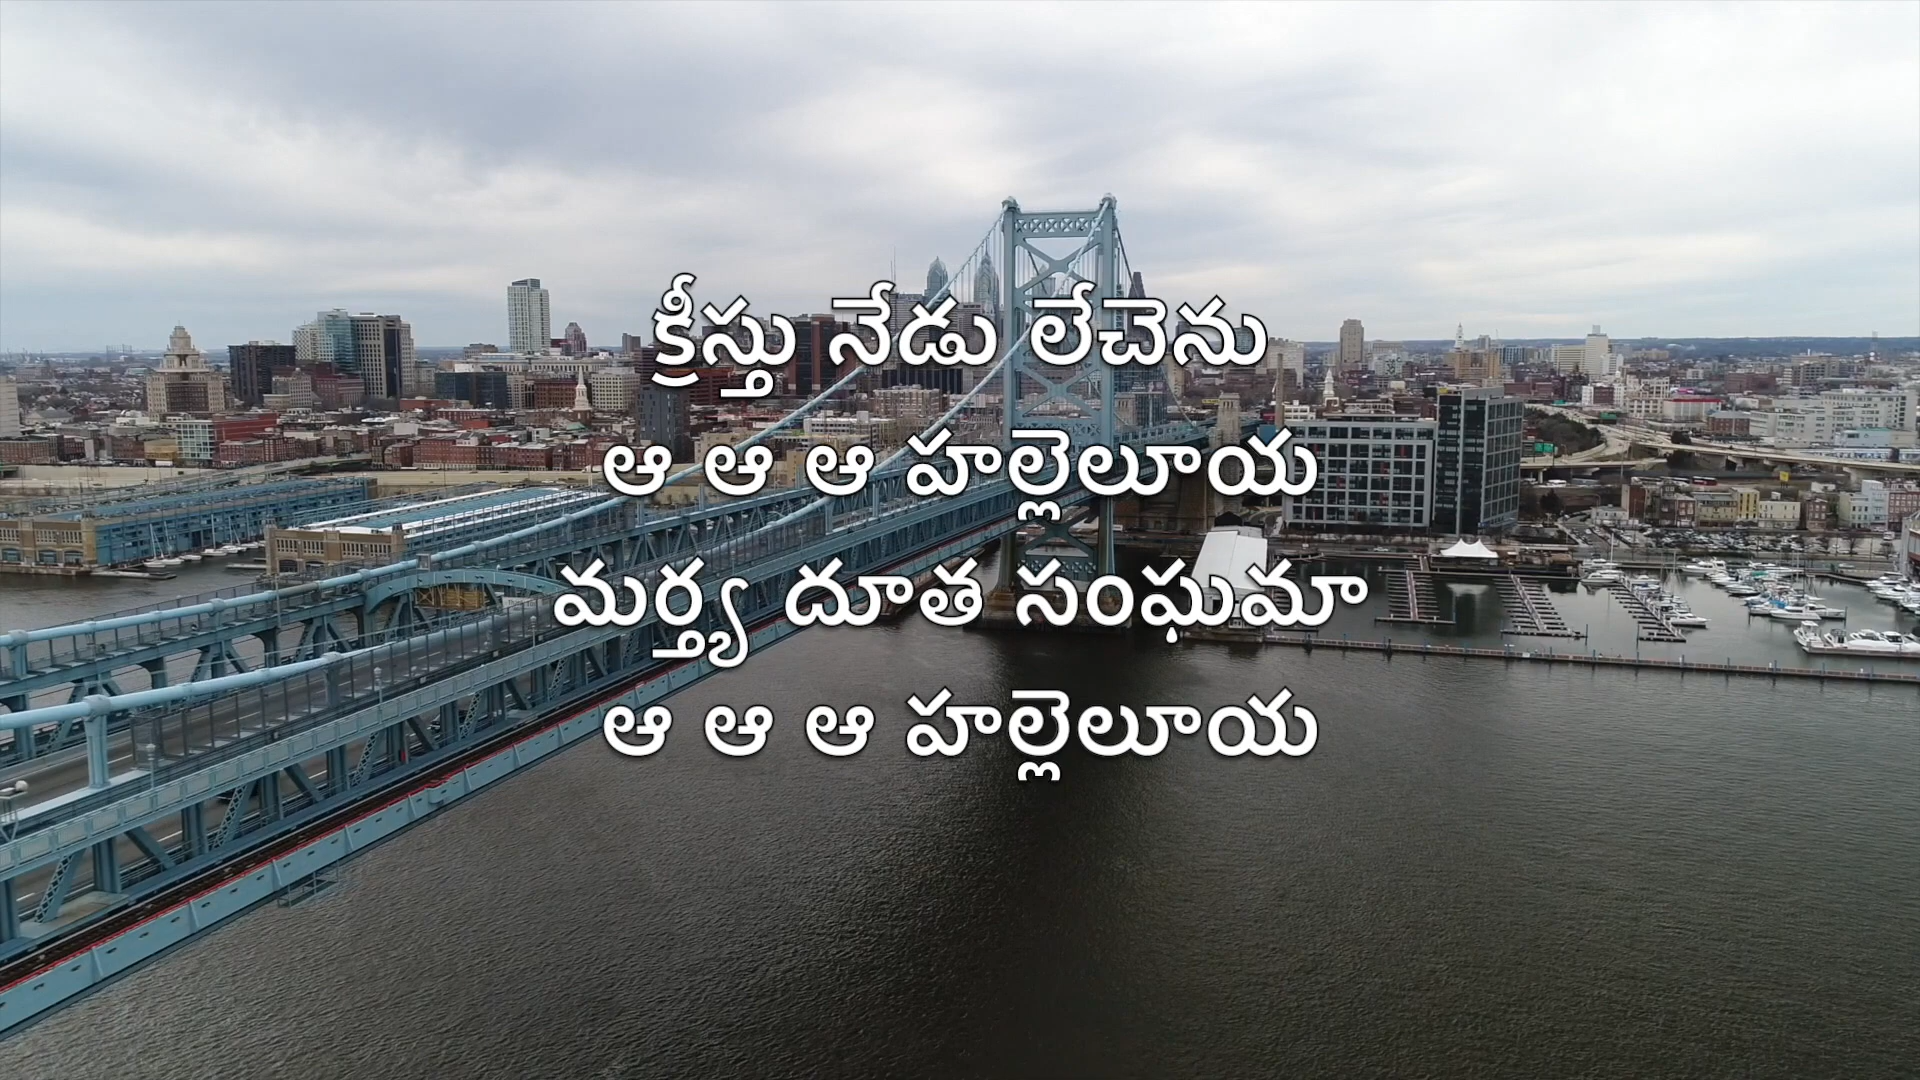 క్రీస్తు నేడు లేచెను
ఆ ఆ ఆ హల్లెలూయ
మర్త్య దూత సంఘమా
ఆ ఆ ఆ హల్లెలూయ